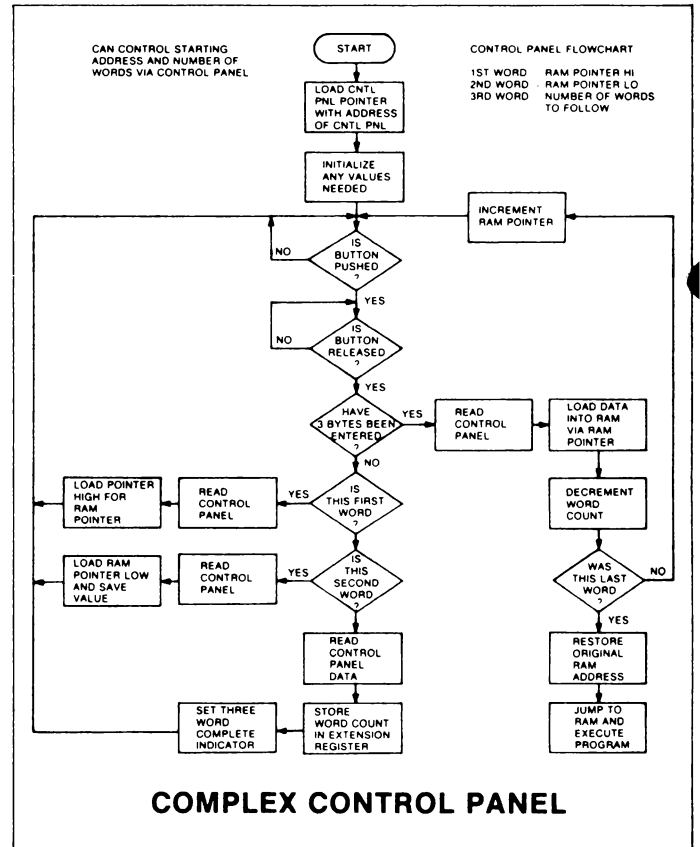 CAN CONTROL STARTING
ADDRESS AND NUMBER OF
WORDS VIA CONTROL PANEL
START
CONTROL PANEL FLOWCHART
1ST WORD RAM POINTER HI
2ND WORD RAM POINTER LO
3RD WORD NUMBER OF WORDS
TO FOLLOW
LOAD CNTL
PNL POINTER
WITH ADDRESS
OF CNTL PNL
INITIALIZE
ANY VALUES
NEEDED
INCREMENT
RAM POINTER
IS
BUTTON
PUSHED
?
NO
YES
IS
BUTTON
RELEASED
?
NO
YES
HAVE
3 BYTES BEEN
ENTERED
?
YES
NO
READ
CONTROL
PANEL
LOAD DATA
INTO RAM
VIA RAM
POINTER
IS
THIS FIRST
WORD
?
YES
READ
CONTROL
PANEL
LOAD POINTER
HIGH FOR
RAM
POINTER
DECREMENT
WORD
COUNT
IS
THIS
SECOND
WORD
?
YES
READ
CONTROL
PANEL
LOAD RAM
POINTER LOW
AND SAVE
VALUE
WAS
THIS LAST
WORD
?
NO
YES
READ
CONTROL
PANEL
DATA
RESTORE
ORIGINAL
RAM
ADDRESS
SET THREE
WORD
COMPLETE
INDICATOR
STORE
WORD COUNT
IN EXTENSION
REGISTER
JUMP TO
RAM AND
EXECUTE
PROGRAM
COMPLEX CONTROL PANEL